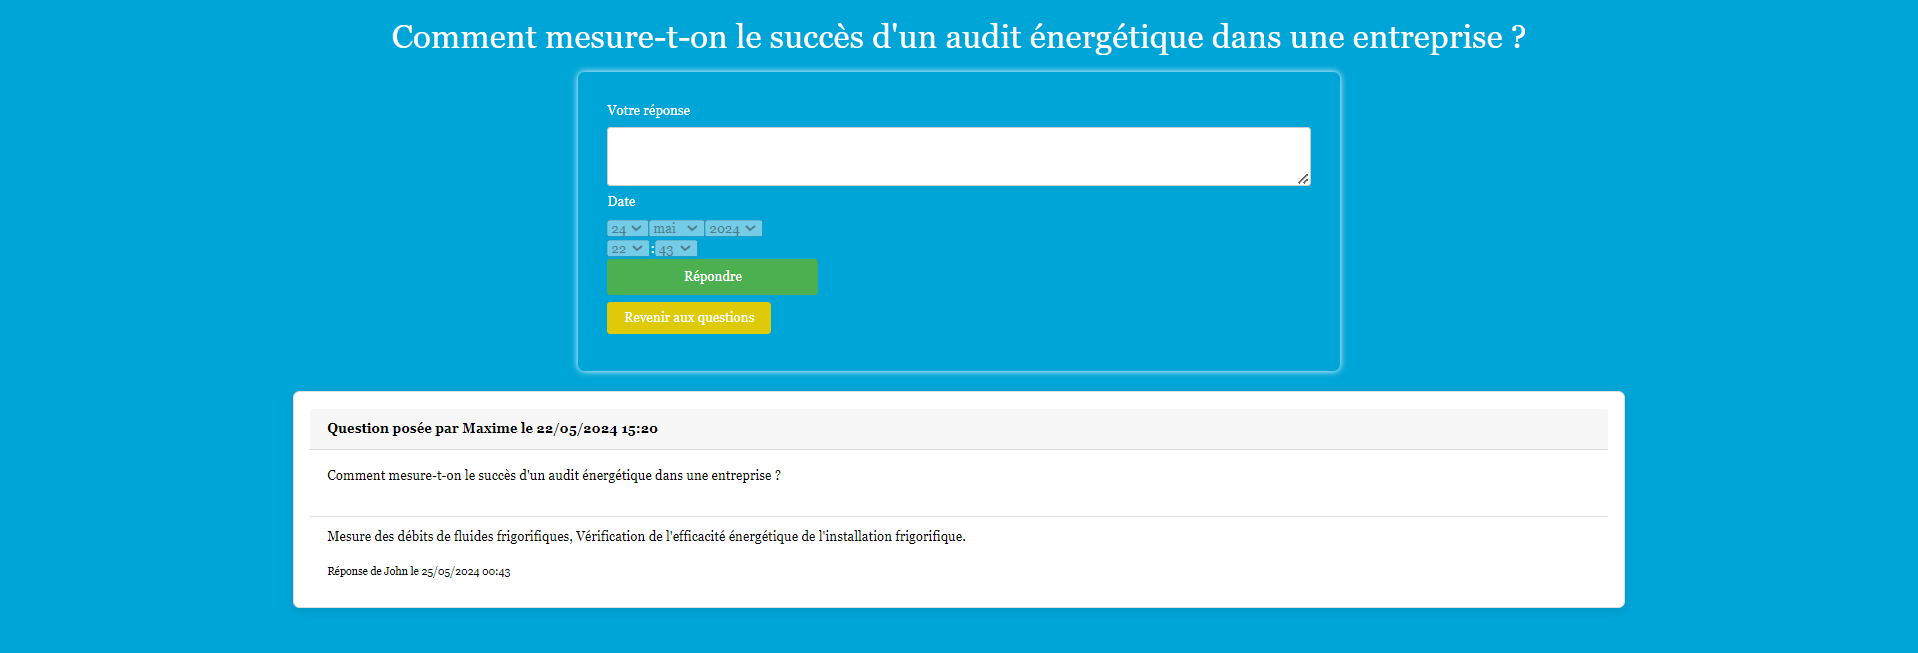 Comment mesure-t-on le succès d'un audit énergétique dans une entreprise ?
Votre réponse
Date
24 mai 2024
22 : 43
Répondre
Revenir aux questions
Question posée par Maxime le 22/05/2024 15:20
Comment mesure-t-on le succès d'un audit énergétique dans une entreprise ?
Mesure des débits de fluides frigorifiques, Vérification de l'efficacité énergétique de l'installation frigorifique.
Réponse de John le 25/05/2024 00:43